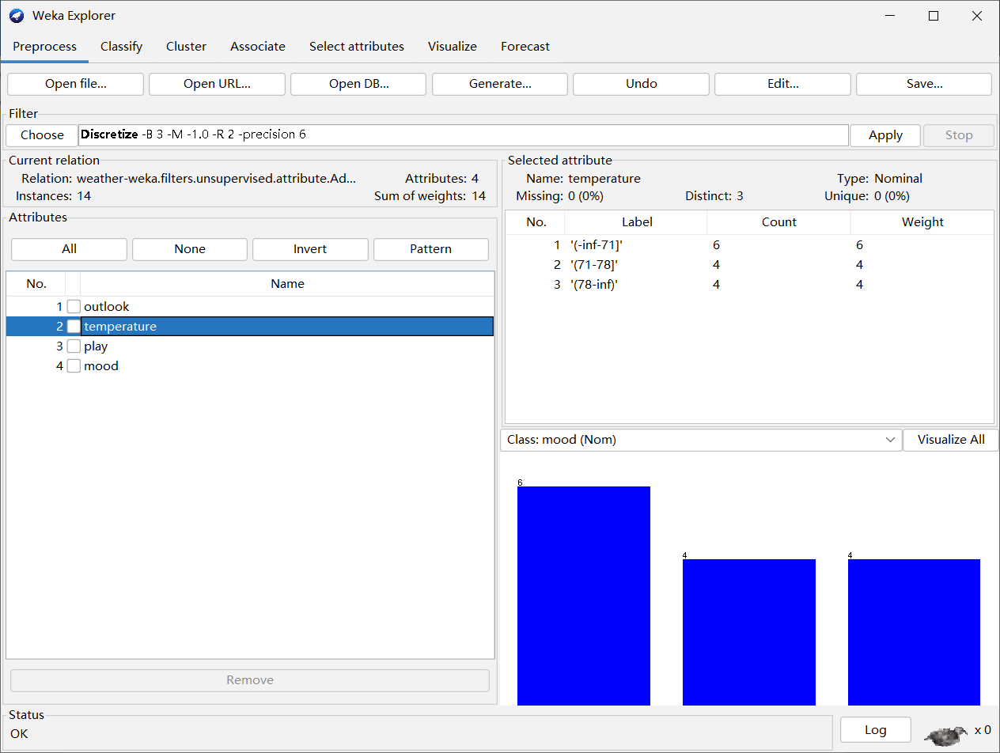 Weka Explorer
Preprocess Classify Cluster Associate Select attributes Visualize Forecast
Open file... Open URL... Open DB... Generate... Undo Edit... Save...
Filter
Choose Discretize -B 3 -M -1.0 -R 2 -precision 6 Apply Stop
Current relation
Relation: weather-weka.filters.unsupervised.attribute.Ad... Attributes: 4
Instances: 14 Sum of weights: 14
Attributes
All None Invert Pattern
No. Name
1 outlook
2 temperature
3 play
4 mood
Remove
Selected attribute
Name: temperature Type: Nominal
Missing: 0 (0%) Distinct: 3 Unique: 0 (0%)
No. Label Count Weight
1 '(-inf-71]' 6 6
2 '(71-78]' 4 4
3 '(78-inf)' 4 4
Class: mood (Nom) Visualize All
6
4 4
Status
OK
Log x 0